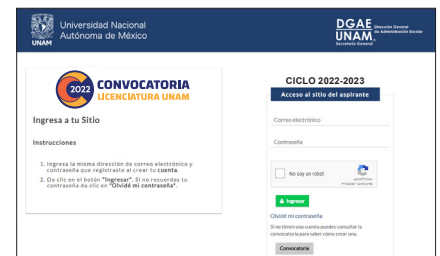 UNAM
Universidad Nacional
Autónoma de México
DGAE Dirección General
de Administración Escolar
UNAM
Secretaría General
2022
CONVOCATORIA
LICENCIATURA UNAM
Ingresa a tu Sitio
Instrucciones
1. Ingresa la misma dirección de correo electrónico y
contraseña que registraste al crear tu cuenta.
2. Da clic en el botón "Ingresar". Si no recuerdas tu
contraseña da clic en "Olvidé mi contraseña".
CICLO 2022-2023
Acceso al sitio del aspirante
Correo electrónico
Contraseña
No soy un robot
reCAPTCHA
Privacidad - Condiciones
Ingresar
Olvidé mi contraseña
Si no tienes una cuenta puedes consultar la
convocatoria para saber cómo crear una.
Convocatoria